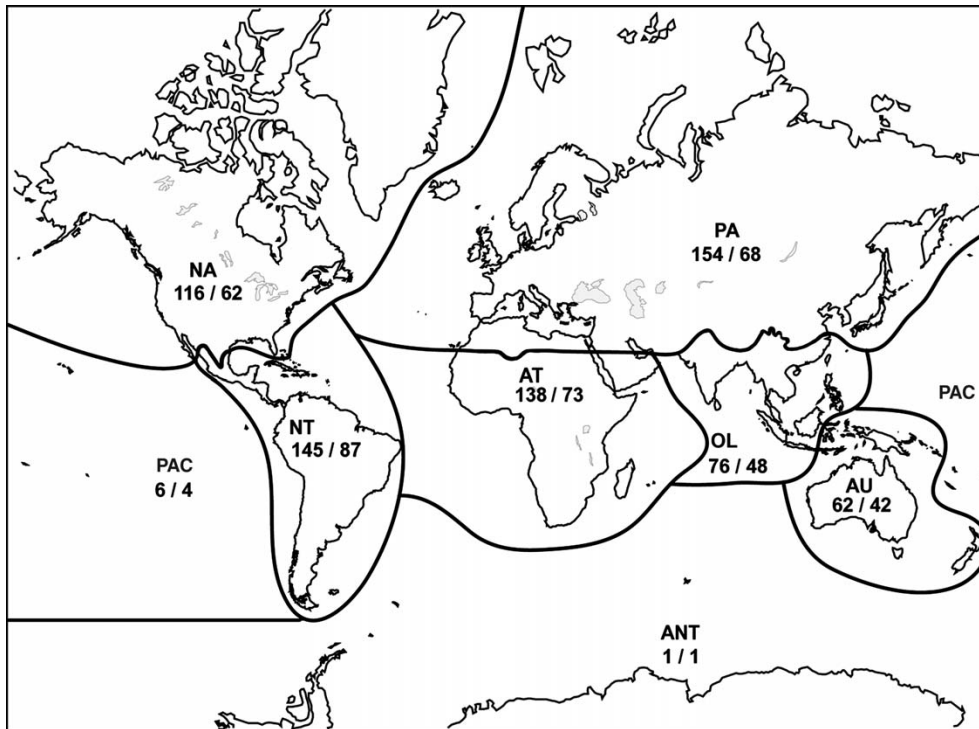 PA
154 / 68
NA
116 / 62
AT
138 / 73
PAC
NT
145 / 87
OL
76 / 48
PAC
6 / 4
AU
62 / 42
ANT
1 / 1